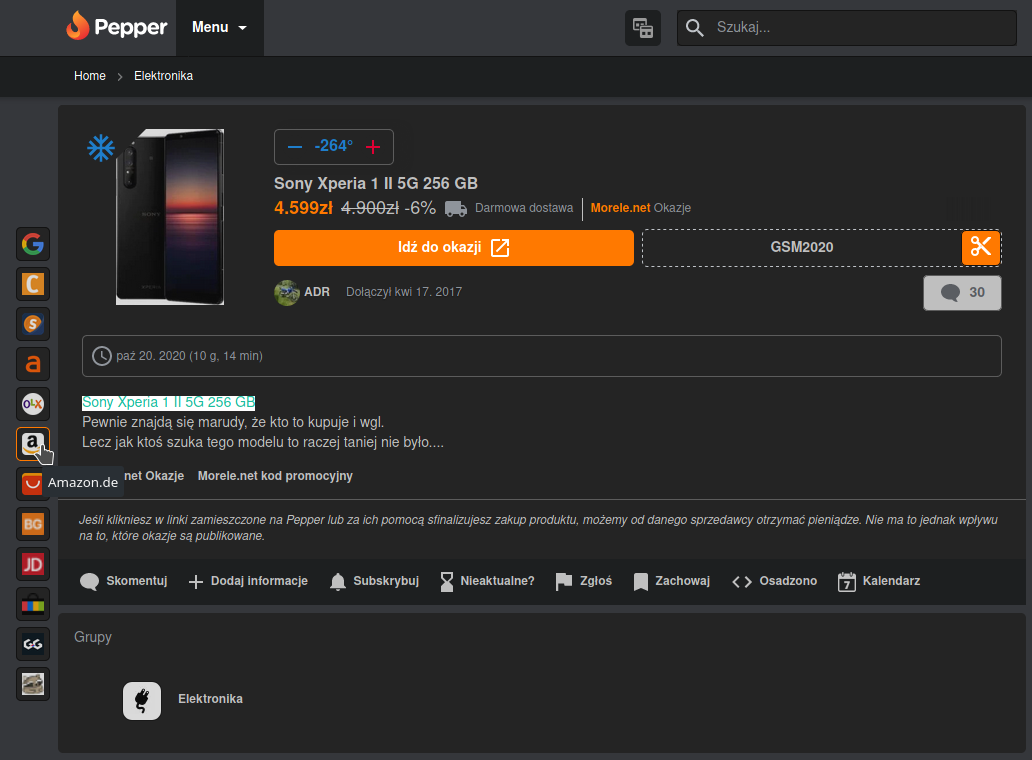 Pepper
Menu
Szukaj...
Home
Elektronika
-264°
Sony Xperia 1 II 5G 256 GB
4.599zł 4.900zł -6% Darmowa dostawa Morele.net Okazje
Idź do okazji
GSM2020
ADR Dołączył kwi 17. 2017
30
paź 20. 2020 (10 g, 14 min)
Sony Xperia 1 II 5G 256 GB
Pewnie znajdą się marudy, że kto to kupuje i wgl.
Lecz jak ktoś szuka tego modelu to raczej taniej nie było....
net Okazje Morele.net kod promocyjny
Jeśli klikniesz w linki zamieszczone na Pepper lub za ich pomocą sfinalizujesz zakup produktu, możemy od danego sprzedawcy otrzymać pieniądze. Nie ma to jednak wpływu
na to, które okazje są publikowane.
Skomentuj Dodaj informacje Subskrybuj Nieaktualne? Zgłoś Zachowaj Osadzono 7 Kalendarz
Grupy
Elektronika
G
C
S
a
OLX
a
Amazon.de
BG
JD
GG